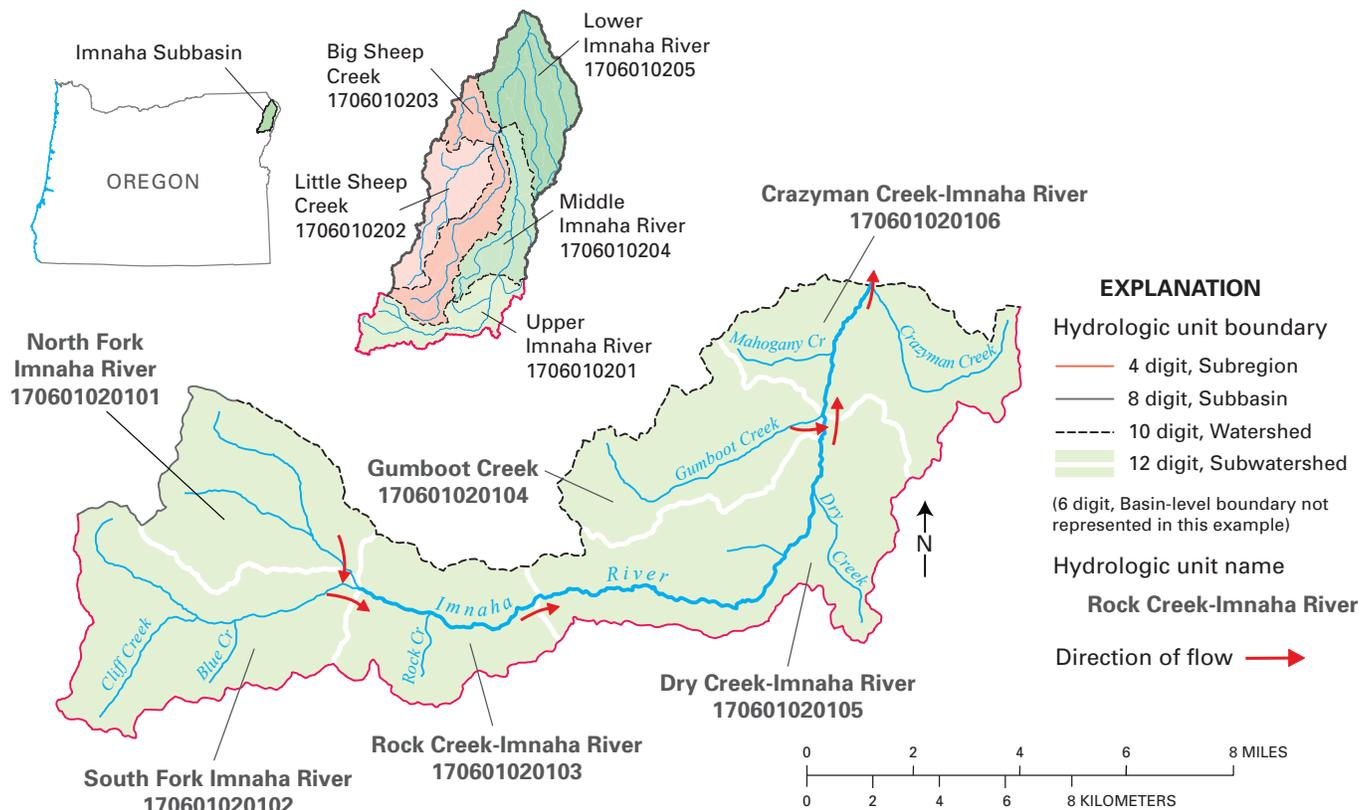 Imnaha Subbasin
OREGON
Big Sheep
Creek
1706010203
Lower
Imnaha River
1706010205
Little Sheep
Creek
1706010202
Middle
Imnaha River
1706010204
Upper
Imnaha River
1706010201
Crazyman Creek-Imnaha River
170601020106
North Fork
Imnaha River
170601020101
Mahogany Cr
Crazyman Creek
Gumboot Creek
Gumboot Creek
170601020104
Dry Creek
N
Imnaha River
Cliff Creek
Blue Cr
Rock Cr
Dry Creek-Imnaha River
170601020105
Rock Creek-Imnaha River
170601020103
South Fork Imnaha River
170601020102
EXPLANATION
Hydrologic unit boundary
4 digit, Subregion
8 digit, Subbasin
10 digit, Watershed
12 digit, Subwatershed
(6 digit, Basin-level boundary not
represented in this example)
Hydrologic unit name
Rock Creek-Imnaha River
Direction of flow
0 2 4 6 8 MILES
0 2 4 6 8 KILOMETERS